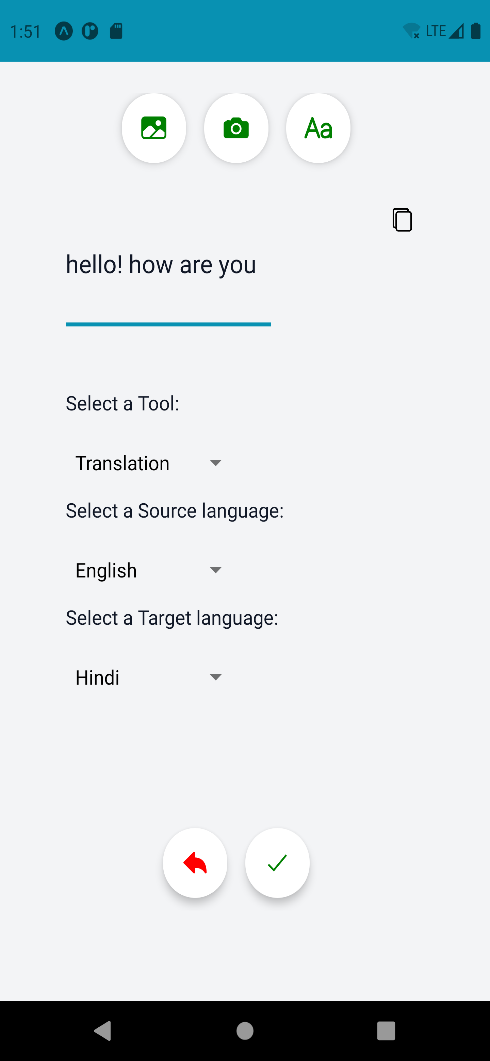 1:51
LTE
Aa
hello! how are you
Select a Tool:
Translation
Select a Source language:
English
Select a Target language:
Hindi